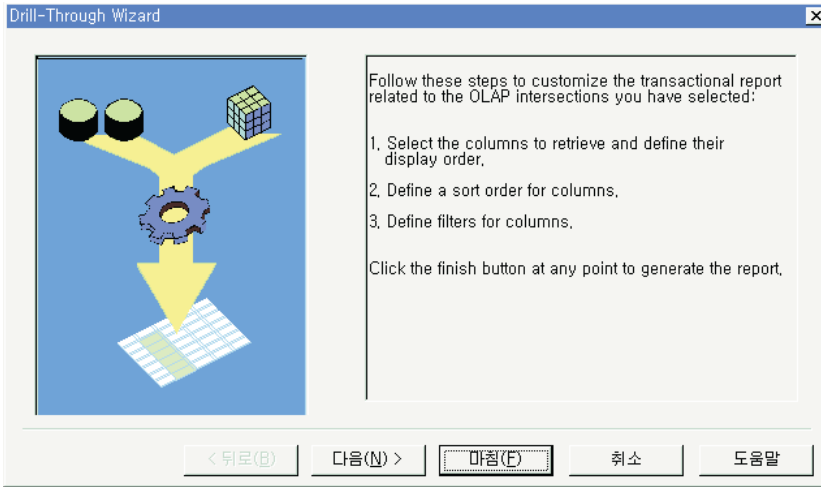 Drill-Through Wizard
Follow these steps to customize the transactional report
related to the OLAP intersections you have selected:
1, Select the columns to retrieve and define their
display order,
2, Define a sort order for columns,
3, Define filters for columns,
Click the finish button at any point to generate the report,
< 뒤로(B) 다음(N) > 마침(F) 취소 도움말